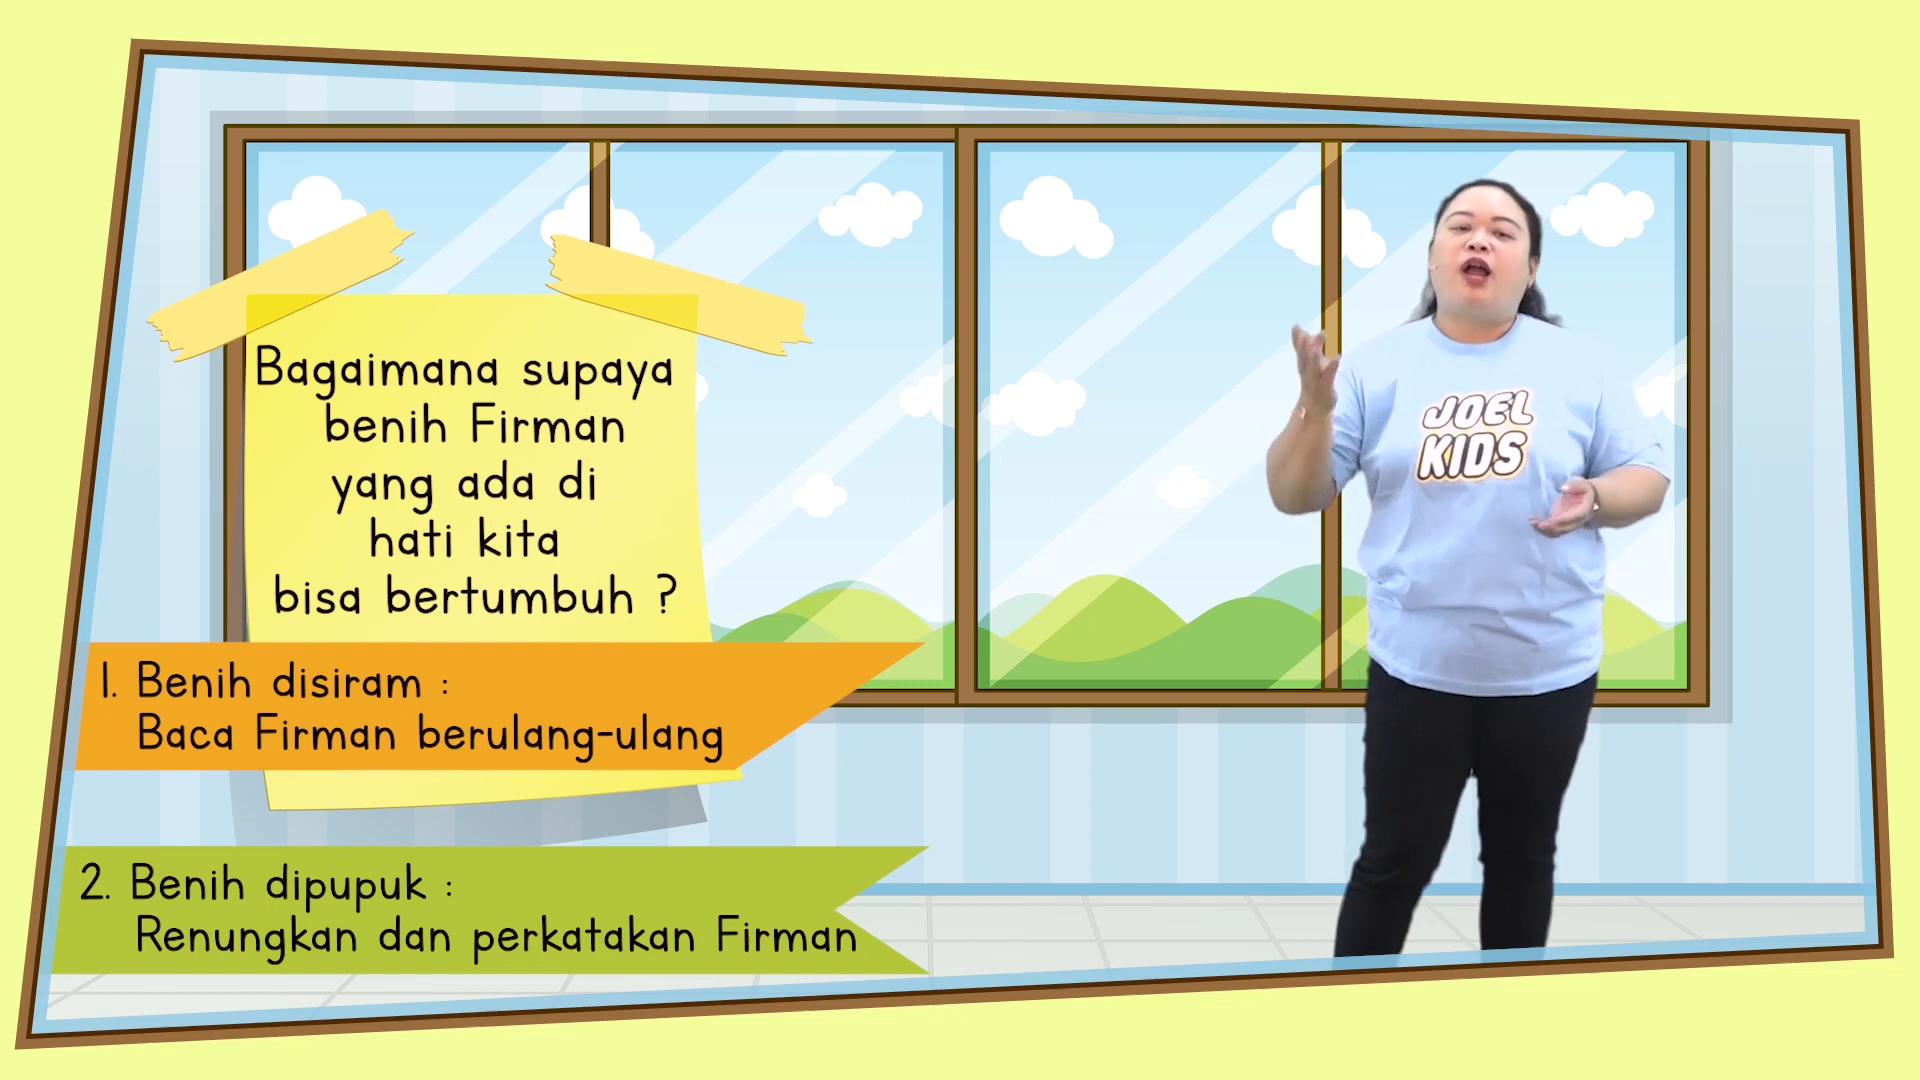 Bagaimana supaya
benih Firman
yang ada di
hati kita
bisa bertumbuh ?
1. Benih disiram :
Baca Firman berulang-ulang
2. Benih dipupuk :
Renungkan dan perkatakan Firman
JOEL
KIDS